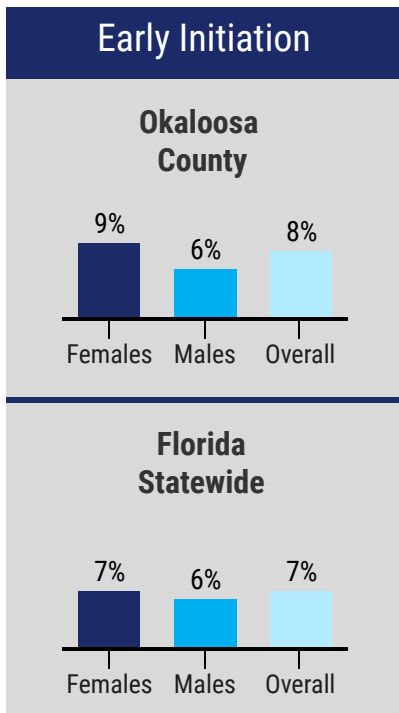 Early Initiation
Okaloosa
County
9%
6%
8%
Females Males Overall
Florida
Statewide
7%
6%
7%
Females Males Overall